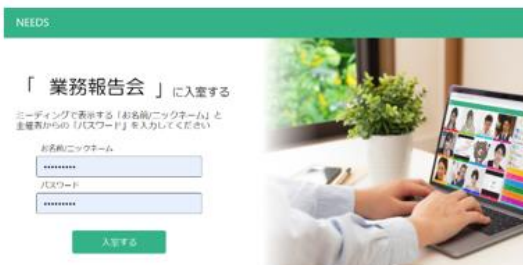 NEEDS
「 業務報告会 」に入室する
ミーディングで表示する「お名前/ニックネーム」と
主催者からの「パスワード」を入力してください
お名前/ニックネーム
•••••••••
パスワード
•••••••••
入室する